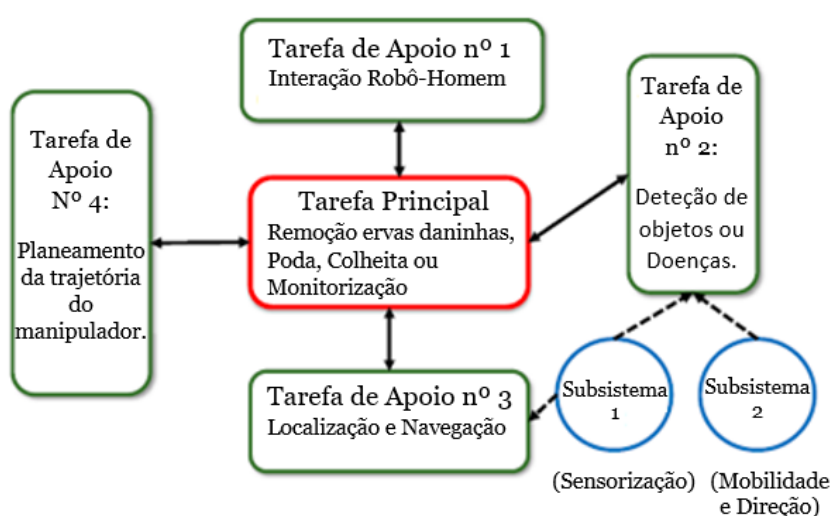 Tarefa de Apoio nº 1
Interação Robô-Homem
Tarefa de
Apoio
nº 2:
Deteção de
objetos ou
Doenças.
Tarefa de
Apoio
Nº 4:
Planeamento
da trajetória
do
manipulador.
Tarefa Principal
Remoção ervas daninhas,
Poda, Colheita ou
Monitorização
Tarefa de Apoio nº 3
Localização e Navegação
Subsistema
1
(Sensorização)
Subsistema
2
(Mobilidade
e Direção)